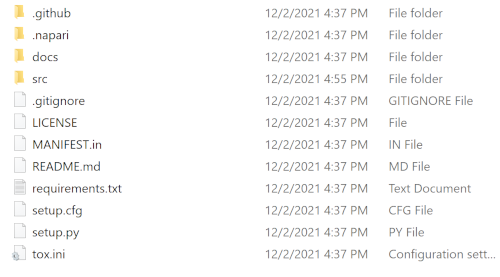 .github 12/2/2021 4:37 PM File folder
.napari 12/2/2021 4:37 PM File folder
docs 12/2/2021 4:37 PM File folder
src 12/2/2021 4:55 PM File folder
.gitignore 12/2/2021 4:37 PM GITIGNORE File
LICENSE 12/2/2021 4:37 PM File
MANIFEST.in 12/2/2021 4:37 PM IN File
README.md 12/2/2021 4:37 PM MD File
requirements.txt 12/2/2021 4:37 PM Text Document
setup.cfg 12/2/2021 4:37 PM CFG File
setup.py 12/2/2021 4:37 PM PY File
tox.ini 12/2/2021 4:37 PM Configuration sett...